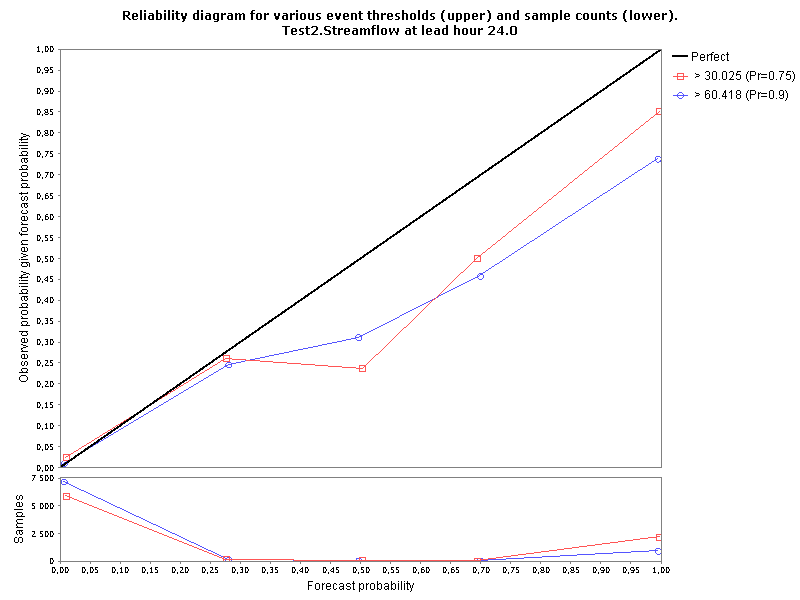 Reliability diagram for various event thresholds (upper) and sample counts (lower).
Test2.Streamflow at lead hour 24.0
Perfect
> 30.025 (Pr=0.75)
> 60.418 (Pr=0.9)
Observed probability given forecast probability
1,00
0,95
0,90
0,85
0,80
0,75
0,70
0,65
0,60
0,55
0,50
0,45
0,40
0,35
0,30
0,25
0,20
0,15
0,10
0,05
0,00
Samples
7 500
5 000
2 500
0
0,00 0,05 0,10 0,15 0,20 0,25 0,30 0,35 0,40 0,45 0,50 0,55 0,60 0,65 0,70 0,75 0,80 0,85 0,90 0,95 1,00
Forecast probability